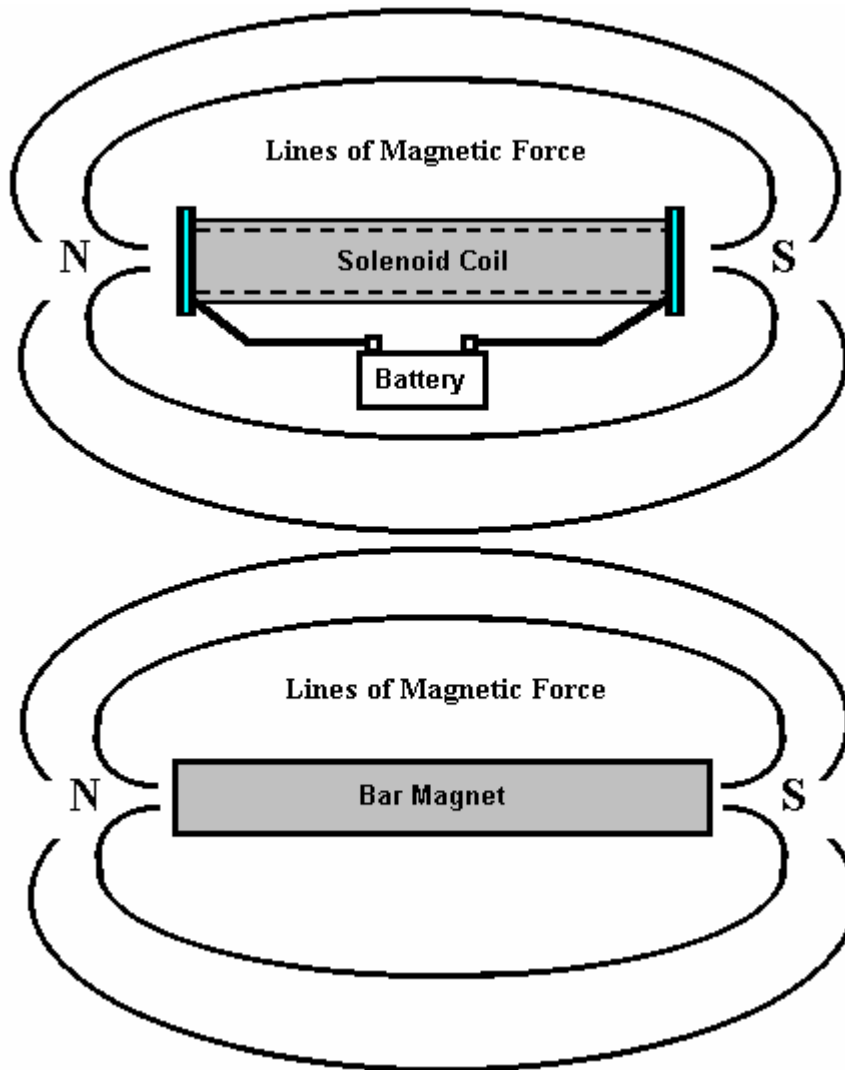 Lines of Magnetic Force
N
Solenoid Coil
S
Battery
Lines of Magnetic Force
N
Bar Magnet
S